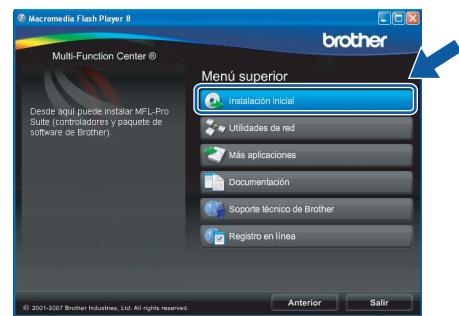 Macromedia Flash Player 8
brother
Multi-Function Center ®
Menú superior
Desde aquí puede instalar MFL-Pro
Suite (controladores y paquete de
software de Brother).
Instalación inicial
Utilidades de red
Más aplicaciones
Documentación
Soporte técnico de Brother
Registro en línea
© 2001-2007 Brother Industries, Ltd. All rights reserved.
Anterior
Salir